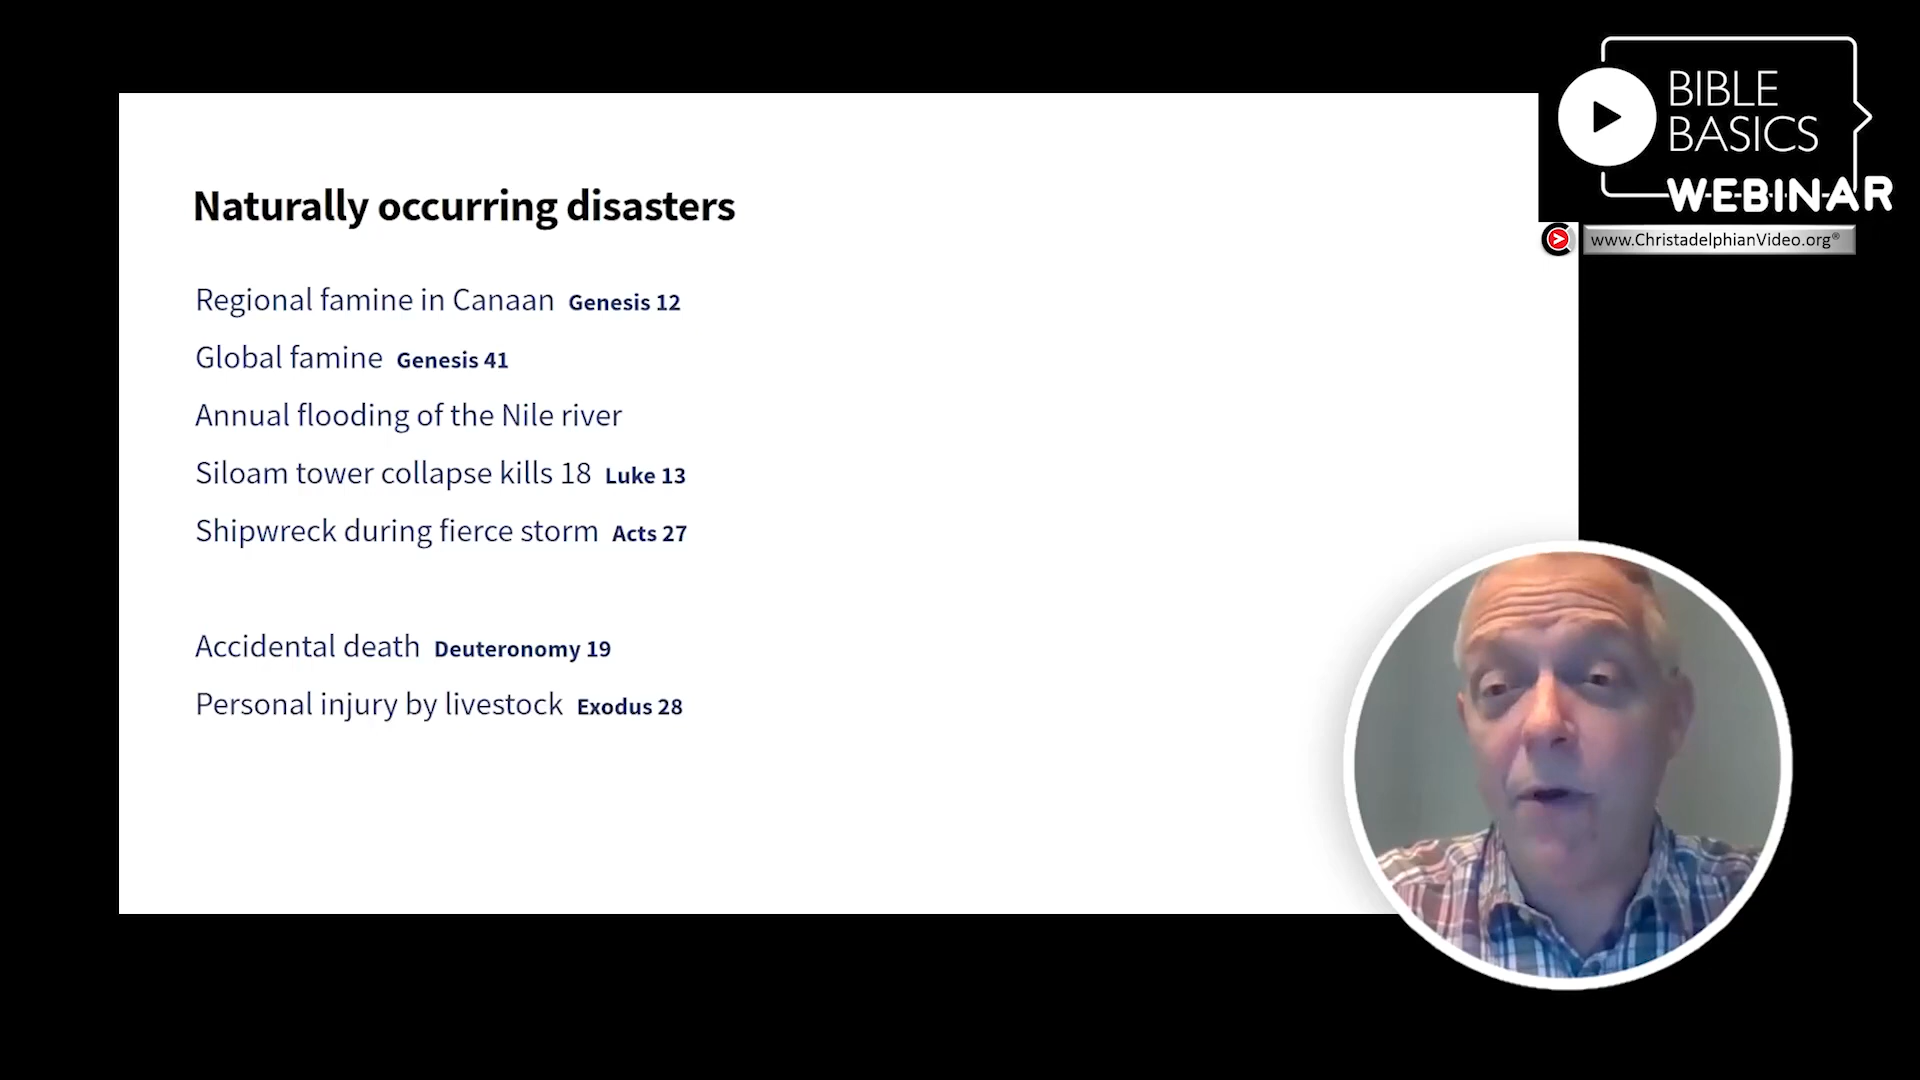 BIBLE
BASICS
WEBINAR
www.ChristadelphianVideo.org®
Naturally occurring disasters
Regional famine in Canaan Genesis 12
Global famine Genesis 41
Annual flooding of the Nile river
Siloam tower collapse kills 18 Luke 13
Shipwreck during fierce storm Acts 27
Accidental death Deuteronomy 19
Personal injury by livestock Exodus 28